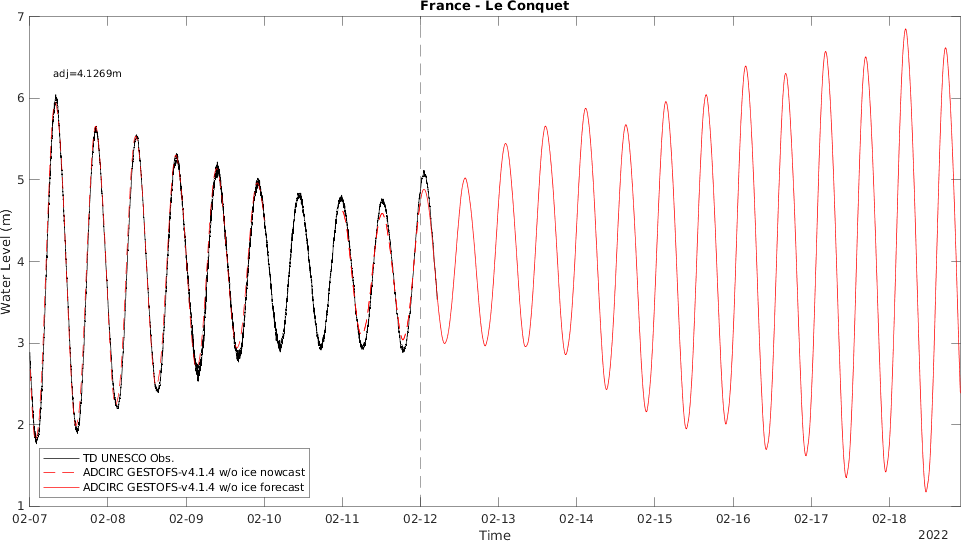 France - Le Conquet
adj=4.1269m
Water Level (m)
7
6
5
4
3
2
1
TD UNESCO Obs.
ADCIRC GESTOFS-v4.1.4 w/o ice nowcast
ADCIRC GESTOFS-v4.1.4 w/o ice forecast
02-07 02-08 02-09 02-10 02-11 02-12 02-13 02-14 02-15 02-16 02-17 02-18
Time
2022